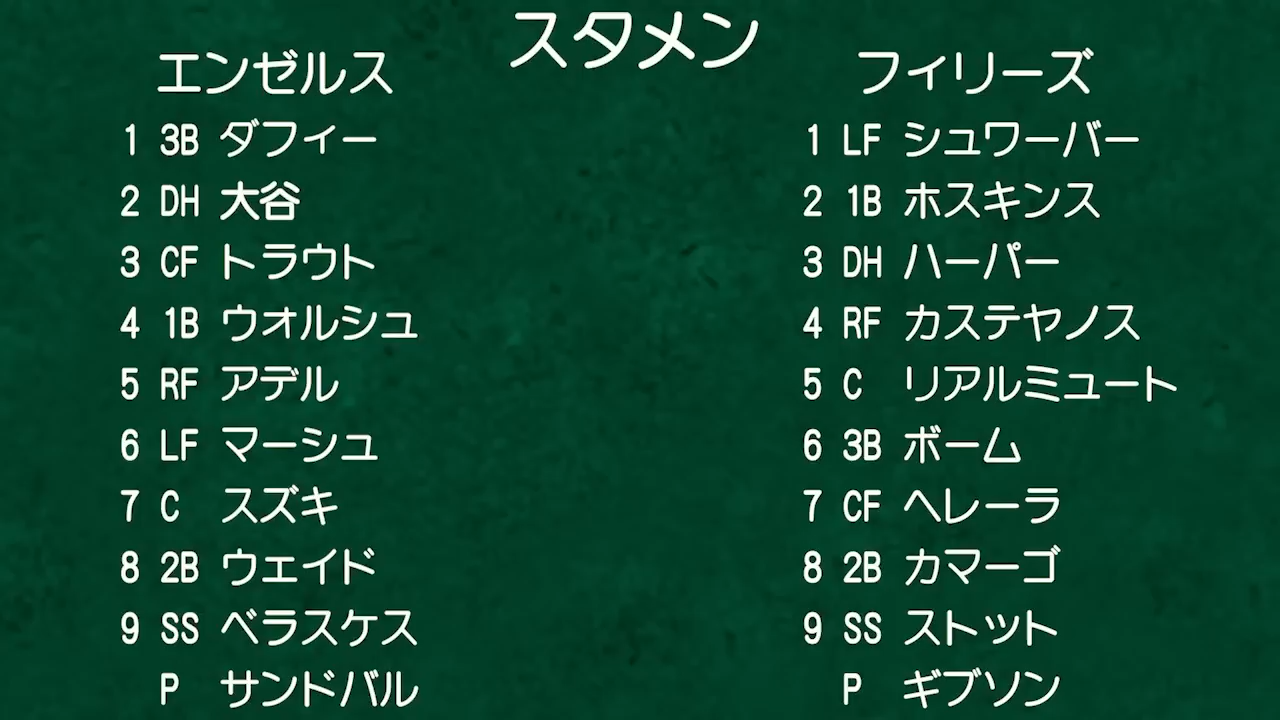 スタメン
エンゼルス
1 3B ダフィー
2 DH 大谷
3 CF トラウト
4 1B ウォルシュ
5 RF アデル
6 LF マーシュ
7 C スズキ
8 2B ウェイド
9 SS ベラスケス
P サンドバル
フィリーズ
1 LF シュワーバー
2 1B ホスキンス
3 DH ハーパー
4 RF カステヤノス
5 C リアルミュート
6 3B ボーム
7 CF ヘレーラ
8 2B カマーゴ
9 SS ストット
P ギブソン